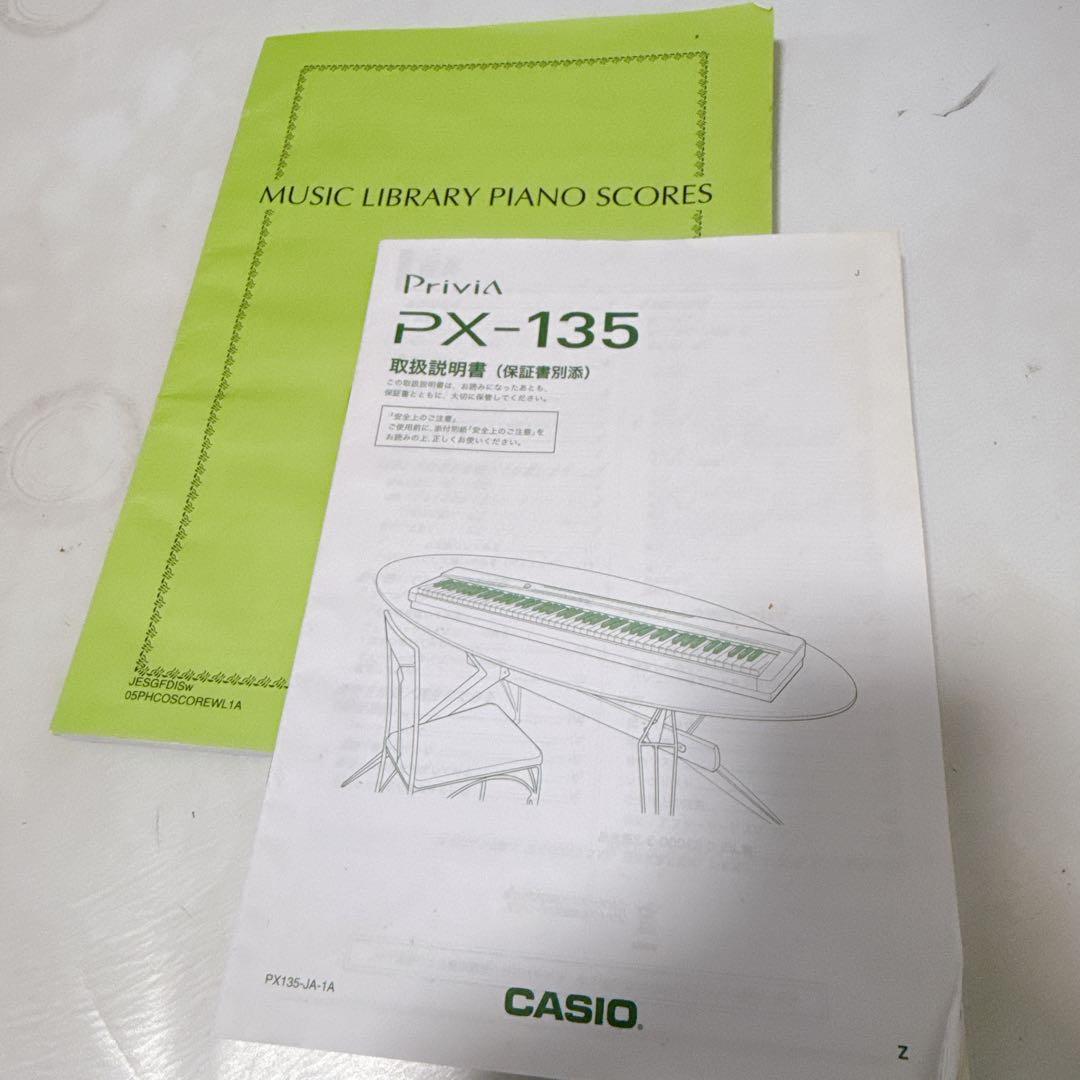 MUSIC LIBRARY PIANO SCORES
JESGFDISw
05PHCOSCOREWL1A
J
Privia
PX-135
取扱説明書（保証書別添）
この取扱説明書は、お読みになったあとも、
保証書とともに、大切に保管してください。
「安全上のご注意」
ご使用前に、添付別紙「安全上のご注意」を
お読みの上、正しくお使いください。
PX135-JA-1A
CASIO®
Z